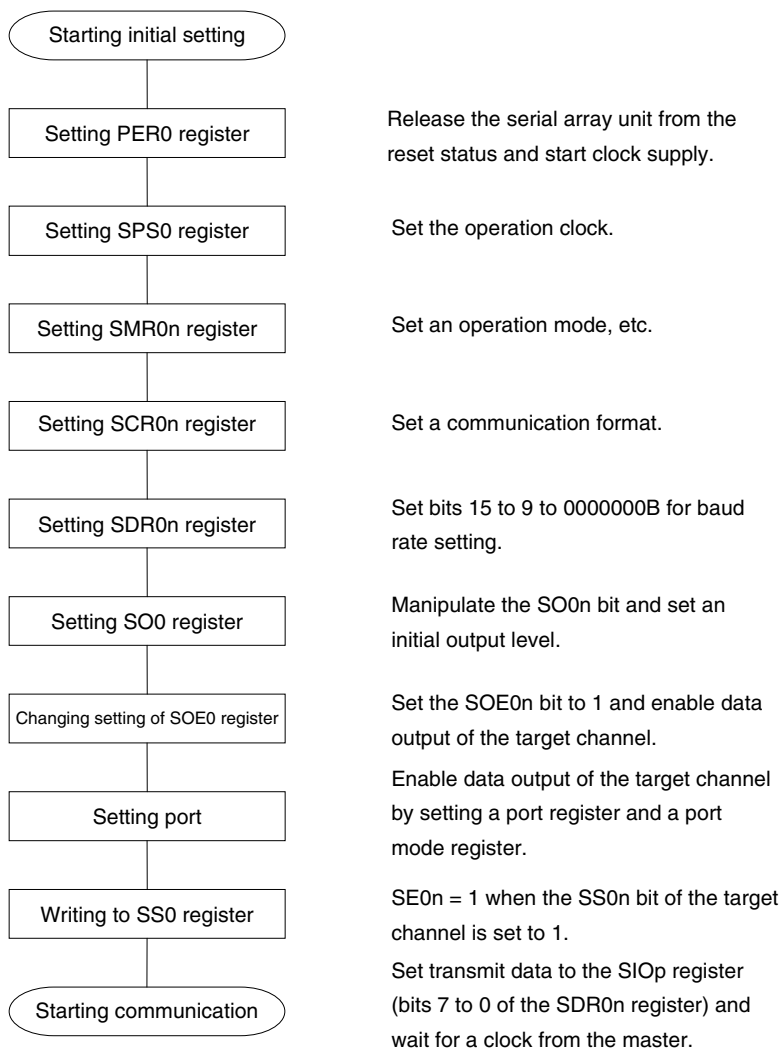 Starting initial setting
Setting PER0 register
Release the serial array unit from the
reset status and start clock supply.
Setting SPS0 register
Set the operation clock.
Setting SMR0n register
Set an operation mode, etc.
Setting SCR0n register
Set a communication format.
Setting SDR0n register
Set bits 15 to 9 to 0000000B for baud
rate setting.
Setting SO0 register
Manipulate the SO0n bit and set an
initial output level.
Changing setting of SOE0 register
Set the SOE0n bit to 1 and enable data
output of the target channel.
Setting port
Enable data output of the target channel
by setting a port register and a port
mode register.
Writing to SS0 register
SE0n = 1 when the SS0n bit of the target
channel is set to 1.
Starting communication
Set transmit data to the SIOp register
(bits 7 to 0 of the SDR0n register) and
wait for a clock from the master.